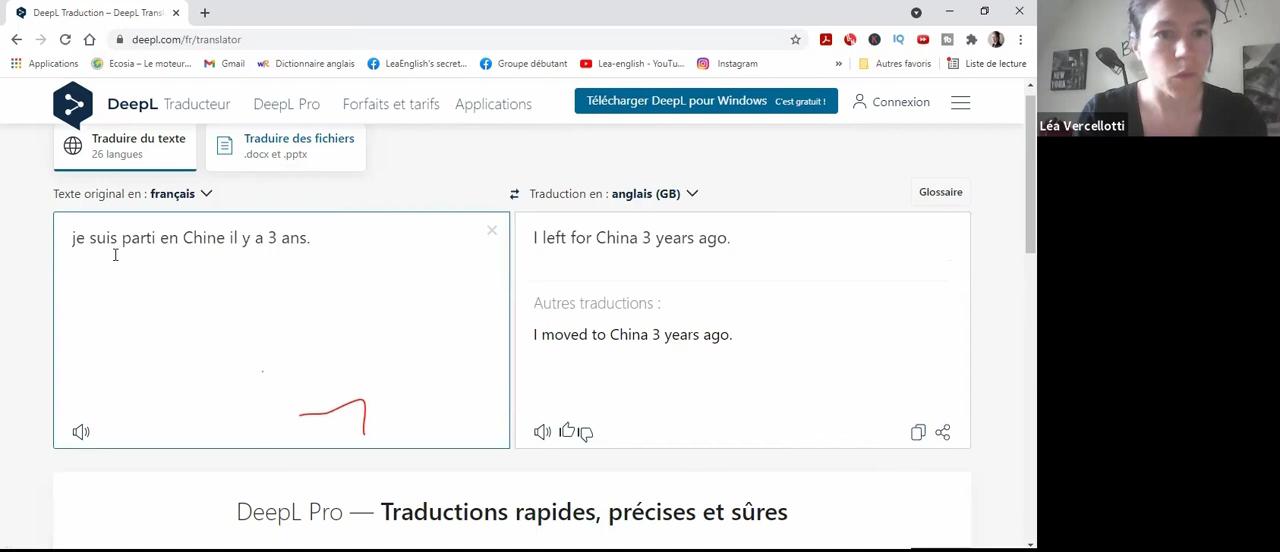 DeepL Traduction – DeepL Transl
deepl.com/fr/translator
Applications
Ecosia – Le moteur...
Gmail
Dictionnaire anglais
LeaEnglish's secret...
Groupe débutant
Lea-english - YouTu...
Instagram
»
Autres favoris
Liste de lecture
DeepL Traducteur
DeepL Pro
Forfaits et tarifs
Applications
Télécharger DeepL pour Windows C'est gratuit !
Connexion
Traduire du texte
26 langues
Traduire des fichiers
.docx et .pptx
Texte original en : français
Traduction en : anglais (GB)
Glossaire
je suis parti en Chine il y a 3 ans.
I left for China 3 years ago.
Autres traductions :
I moved to China 3 years ago.
DeepL Pro — Traductions rapides, précises et sûres
NEW YORK
Léa Vercellotti